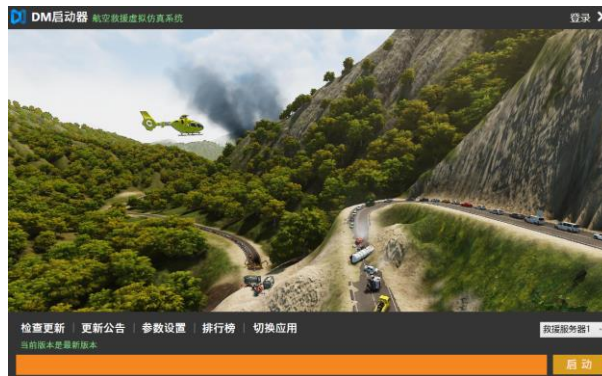 DM启动器 航空救援虚拟仿真系统 登录 X
检查更新 | 更新公告 | 参数设置 | 排行榜 | 切换应用 救援服务器1
当前版本是最新版本
启动